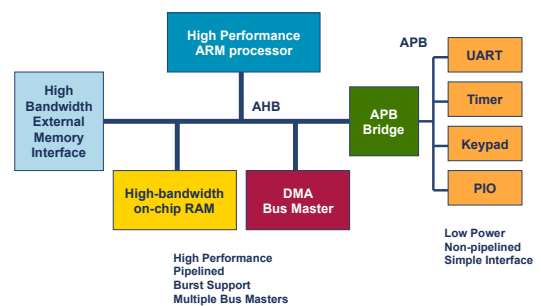 High Performance
ARM processor
APB
UART
High
Bandwidth
External
Memory
Interface
AHB
APB
Bridge
Timer
Keypad
High-bandwidth
on-chip RAM
DMA
Bus Master
PIO
High Performance
Pipelined
Burst Support
Multiple Bus Masters
Low Power
Non-pipelined
Simple Interface